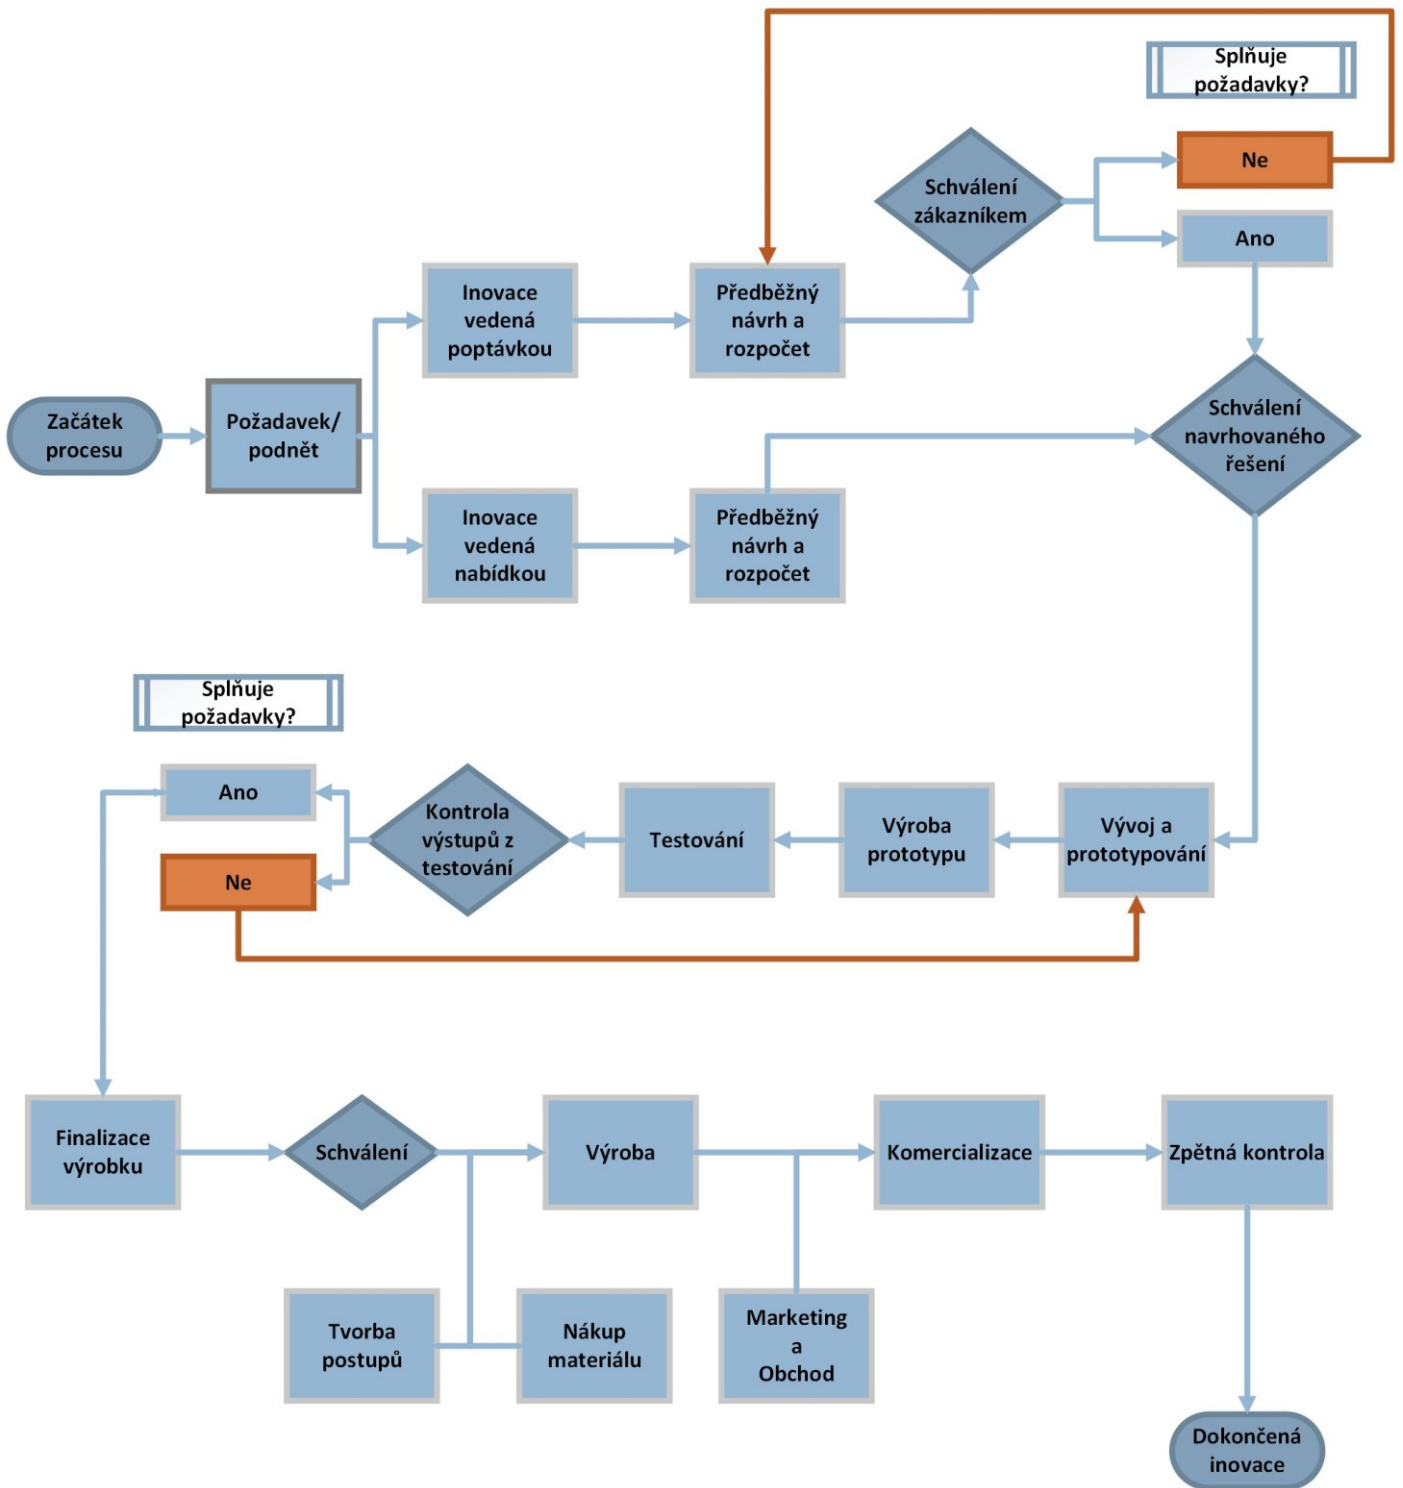 Splňuje
požadavky?
Ne
Schválení
zákazníkem
Ano
Inovace
vedená
poptávkou
Předběžný
návrh a
rozpočet
Schválení
navrhovaného
řešení
Začátek
procesu
Požadavek/
podnět
Inovace
vedená
nabídkou
Předběžný
návrh a
rozpočet
Splňuje
požadavky?
Ano
Ne
Kontrola
výstupů z
testování
Testování
Výroba
prototypu
Vývoj a
prototypování
Finalizace
výrobku
Schválení
Výroba
Komercializace
Zpětná kontrola
Tvorba
postupů
Nákup
materiálu
Marketing
a
Obchod
Dokončená
inovace